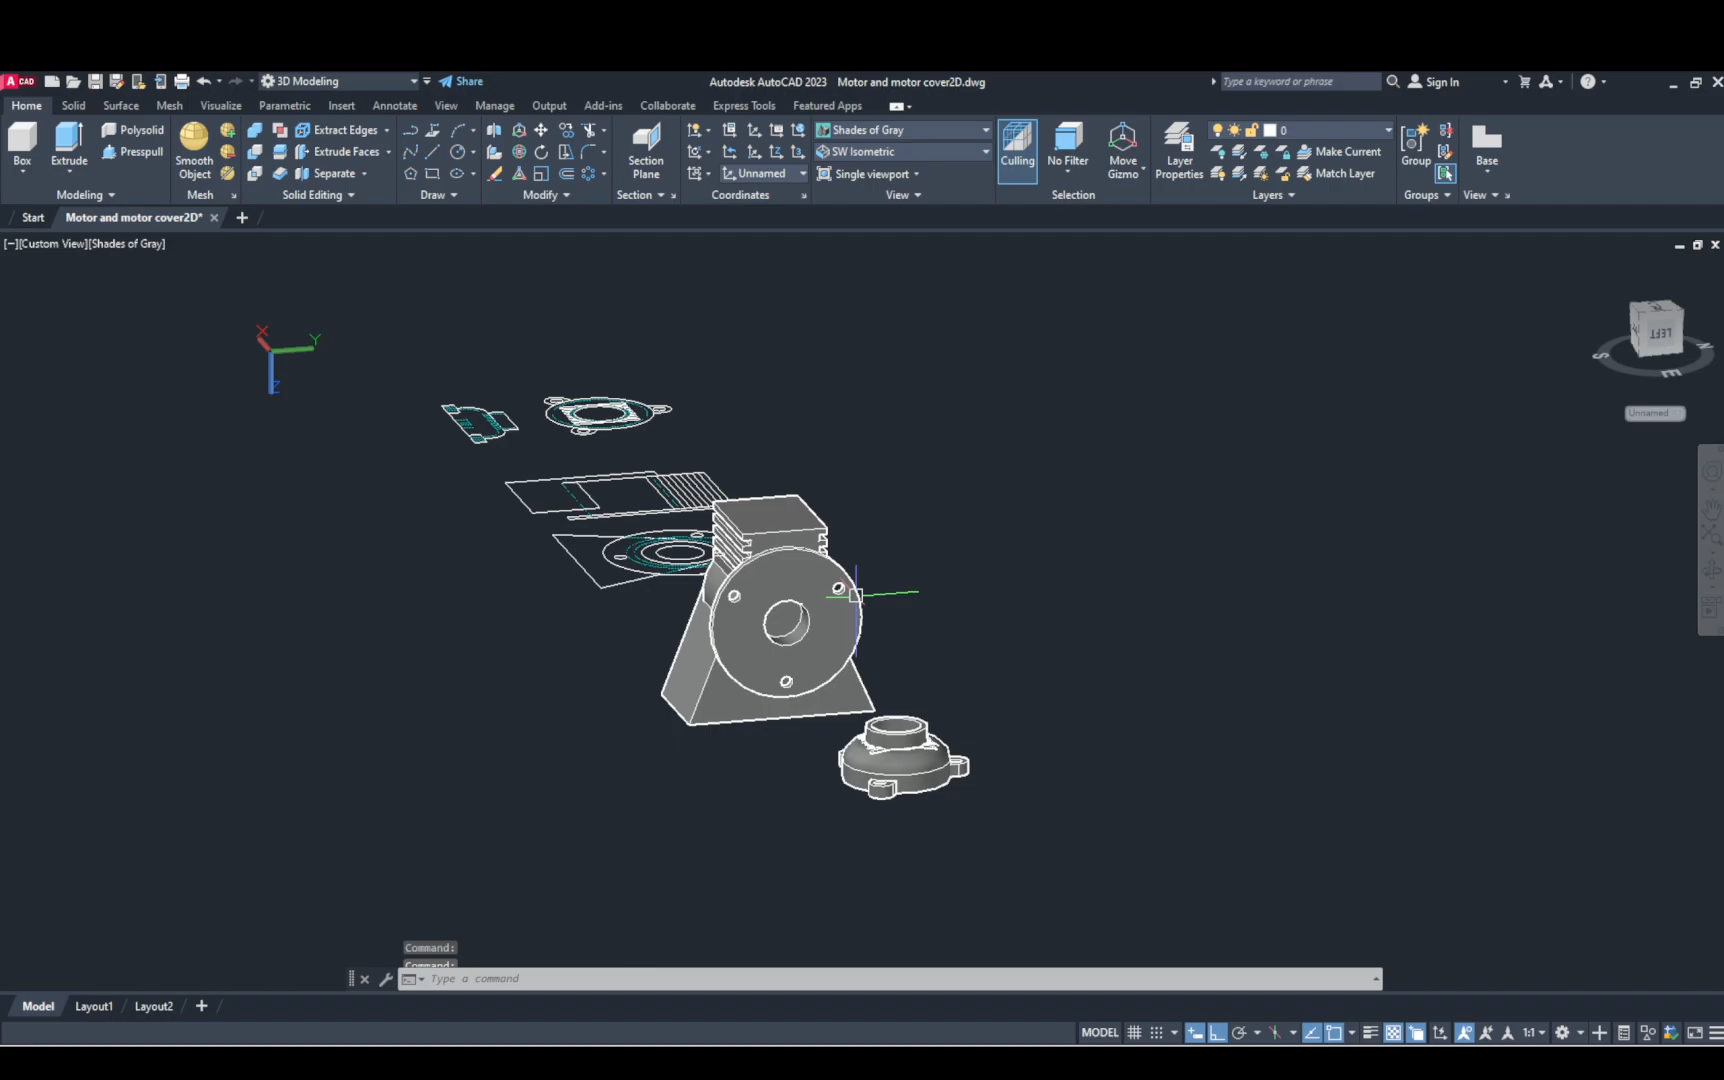 A CAD
3D Modeling
Share
Autodesk AutoCAD 2023 Motor and motor cover2D.dwg
Type a keyword or phrase
Sign In
Home Solid Surface Mesh Visualize Parametric Insert Annotate View Manage Output Add-ins Collaborate Express Tools Featured Apps
Box
Extrude
Polysolid
Presspull
Modeling
Smooth
Object
Mesh
Extract Edges
Extrude Faces
Separate
Solid Editing
Draw
Modify
Section
Plane
Section
Unnamed
Coordinates
Shades of Gray
SW Isometric
Single viewport
View
Culling
No Filter
Move
Gizmo
Selection
Layer
Properties
0
Make Current
Match Layer
Layers
Group
Groups
Base
View
Start Motor and motor cover2D*
[−][Custom View][Shades of Gray]
X
Y
Z
LEFT
S
E
N
Unnamed
Command:
Command:
Type a command
Model Layout1 Layout2
MODEL
1:1